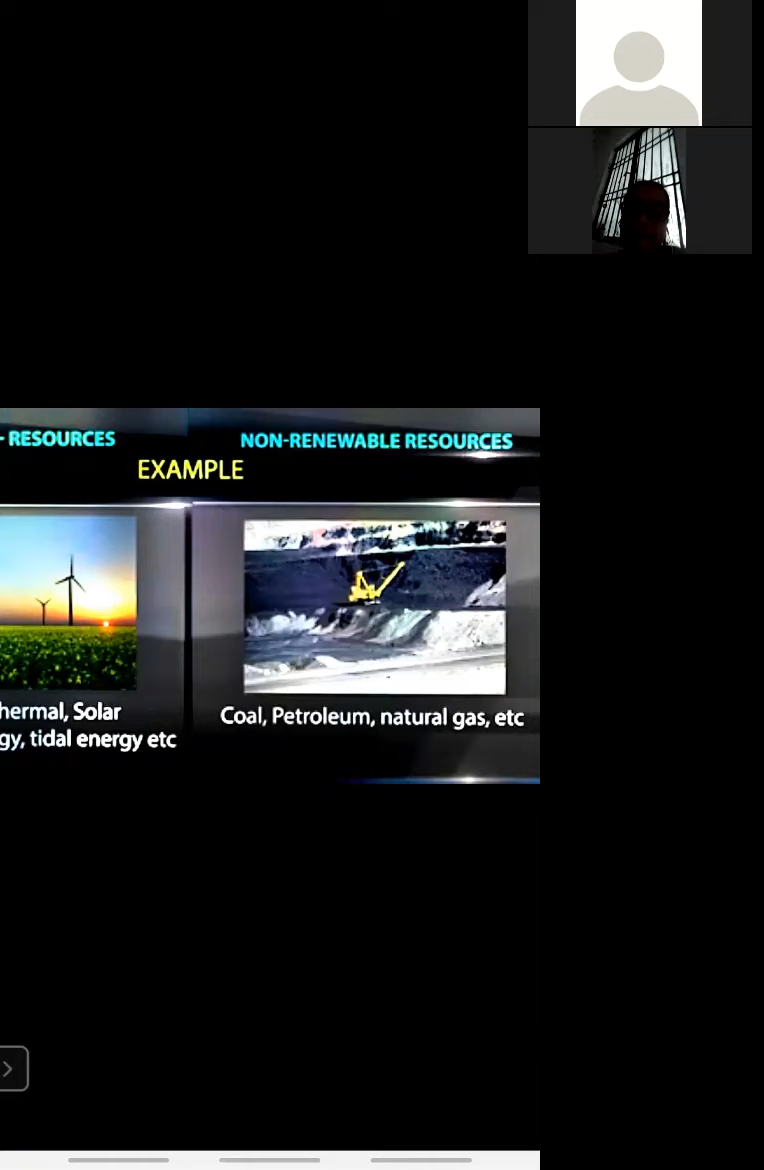 RESOURCES
NON-RENEWABLE RESOURCES
EXAMPLE
hermal, Solar
gy, tidal energy etc
Coal, Petroleum, natural gas, etc